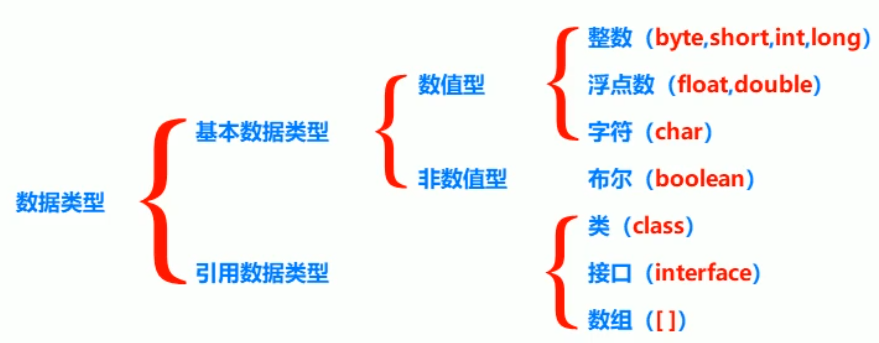 数据类型
基本数据类型
数值型
整数（byte,short,int,long）
浮点数（float,double）
字符（char）
非数值型
布尔（boolean）
引用数据类型
类（class）
接口（interface）
数组（[ ]）